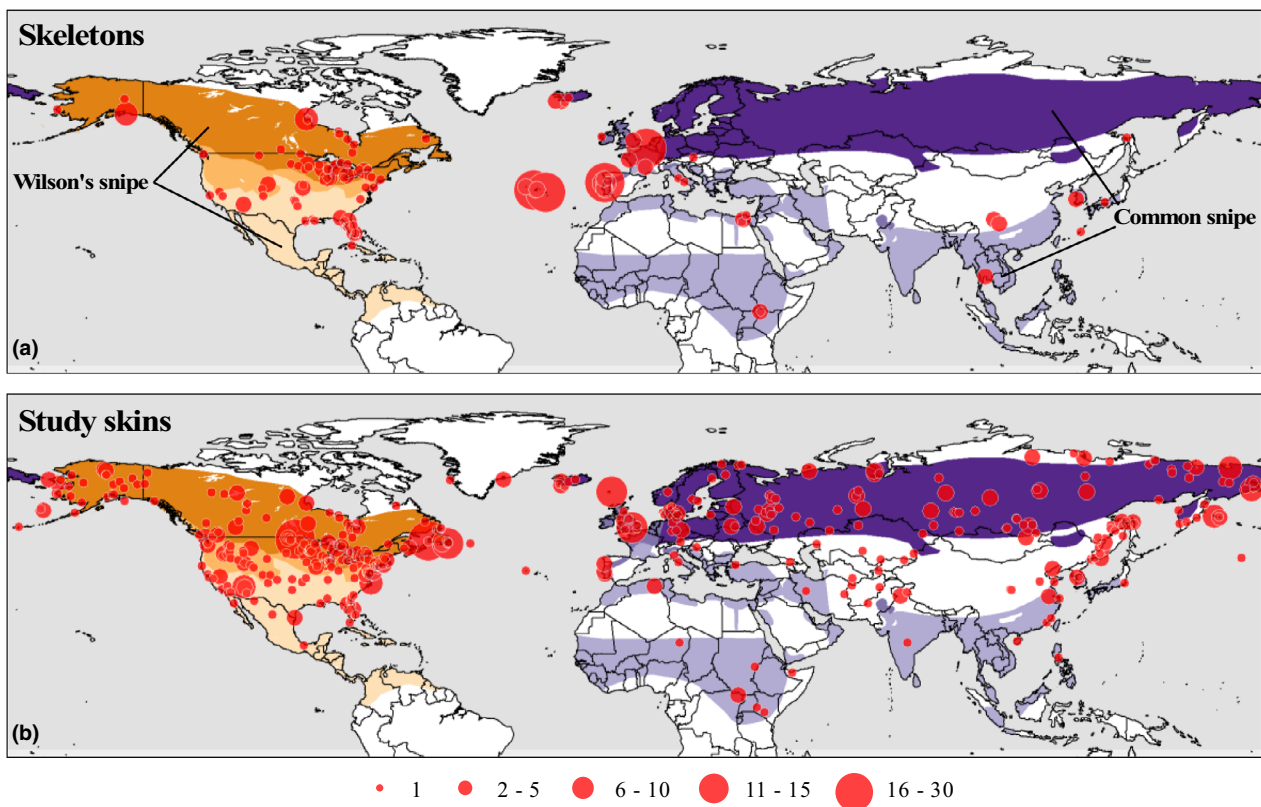 Skeletons
Wilson's snipe
Common snipe
(a)
Study skins
(b)
1
2 - 5
6 - 10
11 - 15
16 - 30